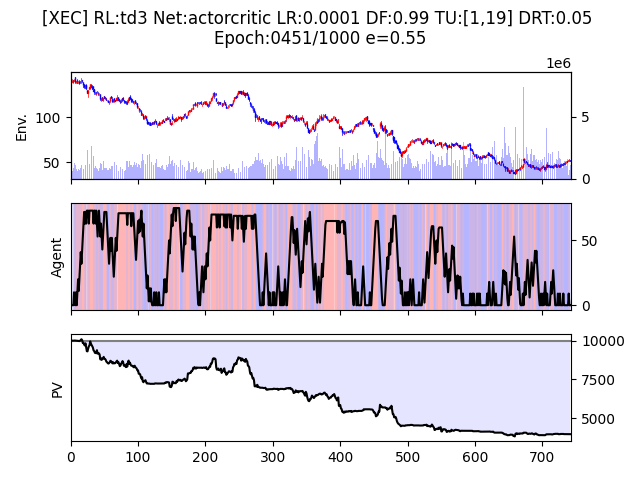 [XEC] RL:td3 Net:actorcritic LR:0.0001 DF:0.99 TU:[1,19] DRT:0.05
Epoch:0451/1000 e=0.55
1e6
Env.
100
50
5
0
Agent
50
0
PV
10000
7500
5000
0 100 200 300 400 500 600 700